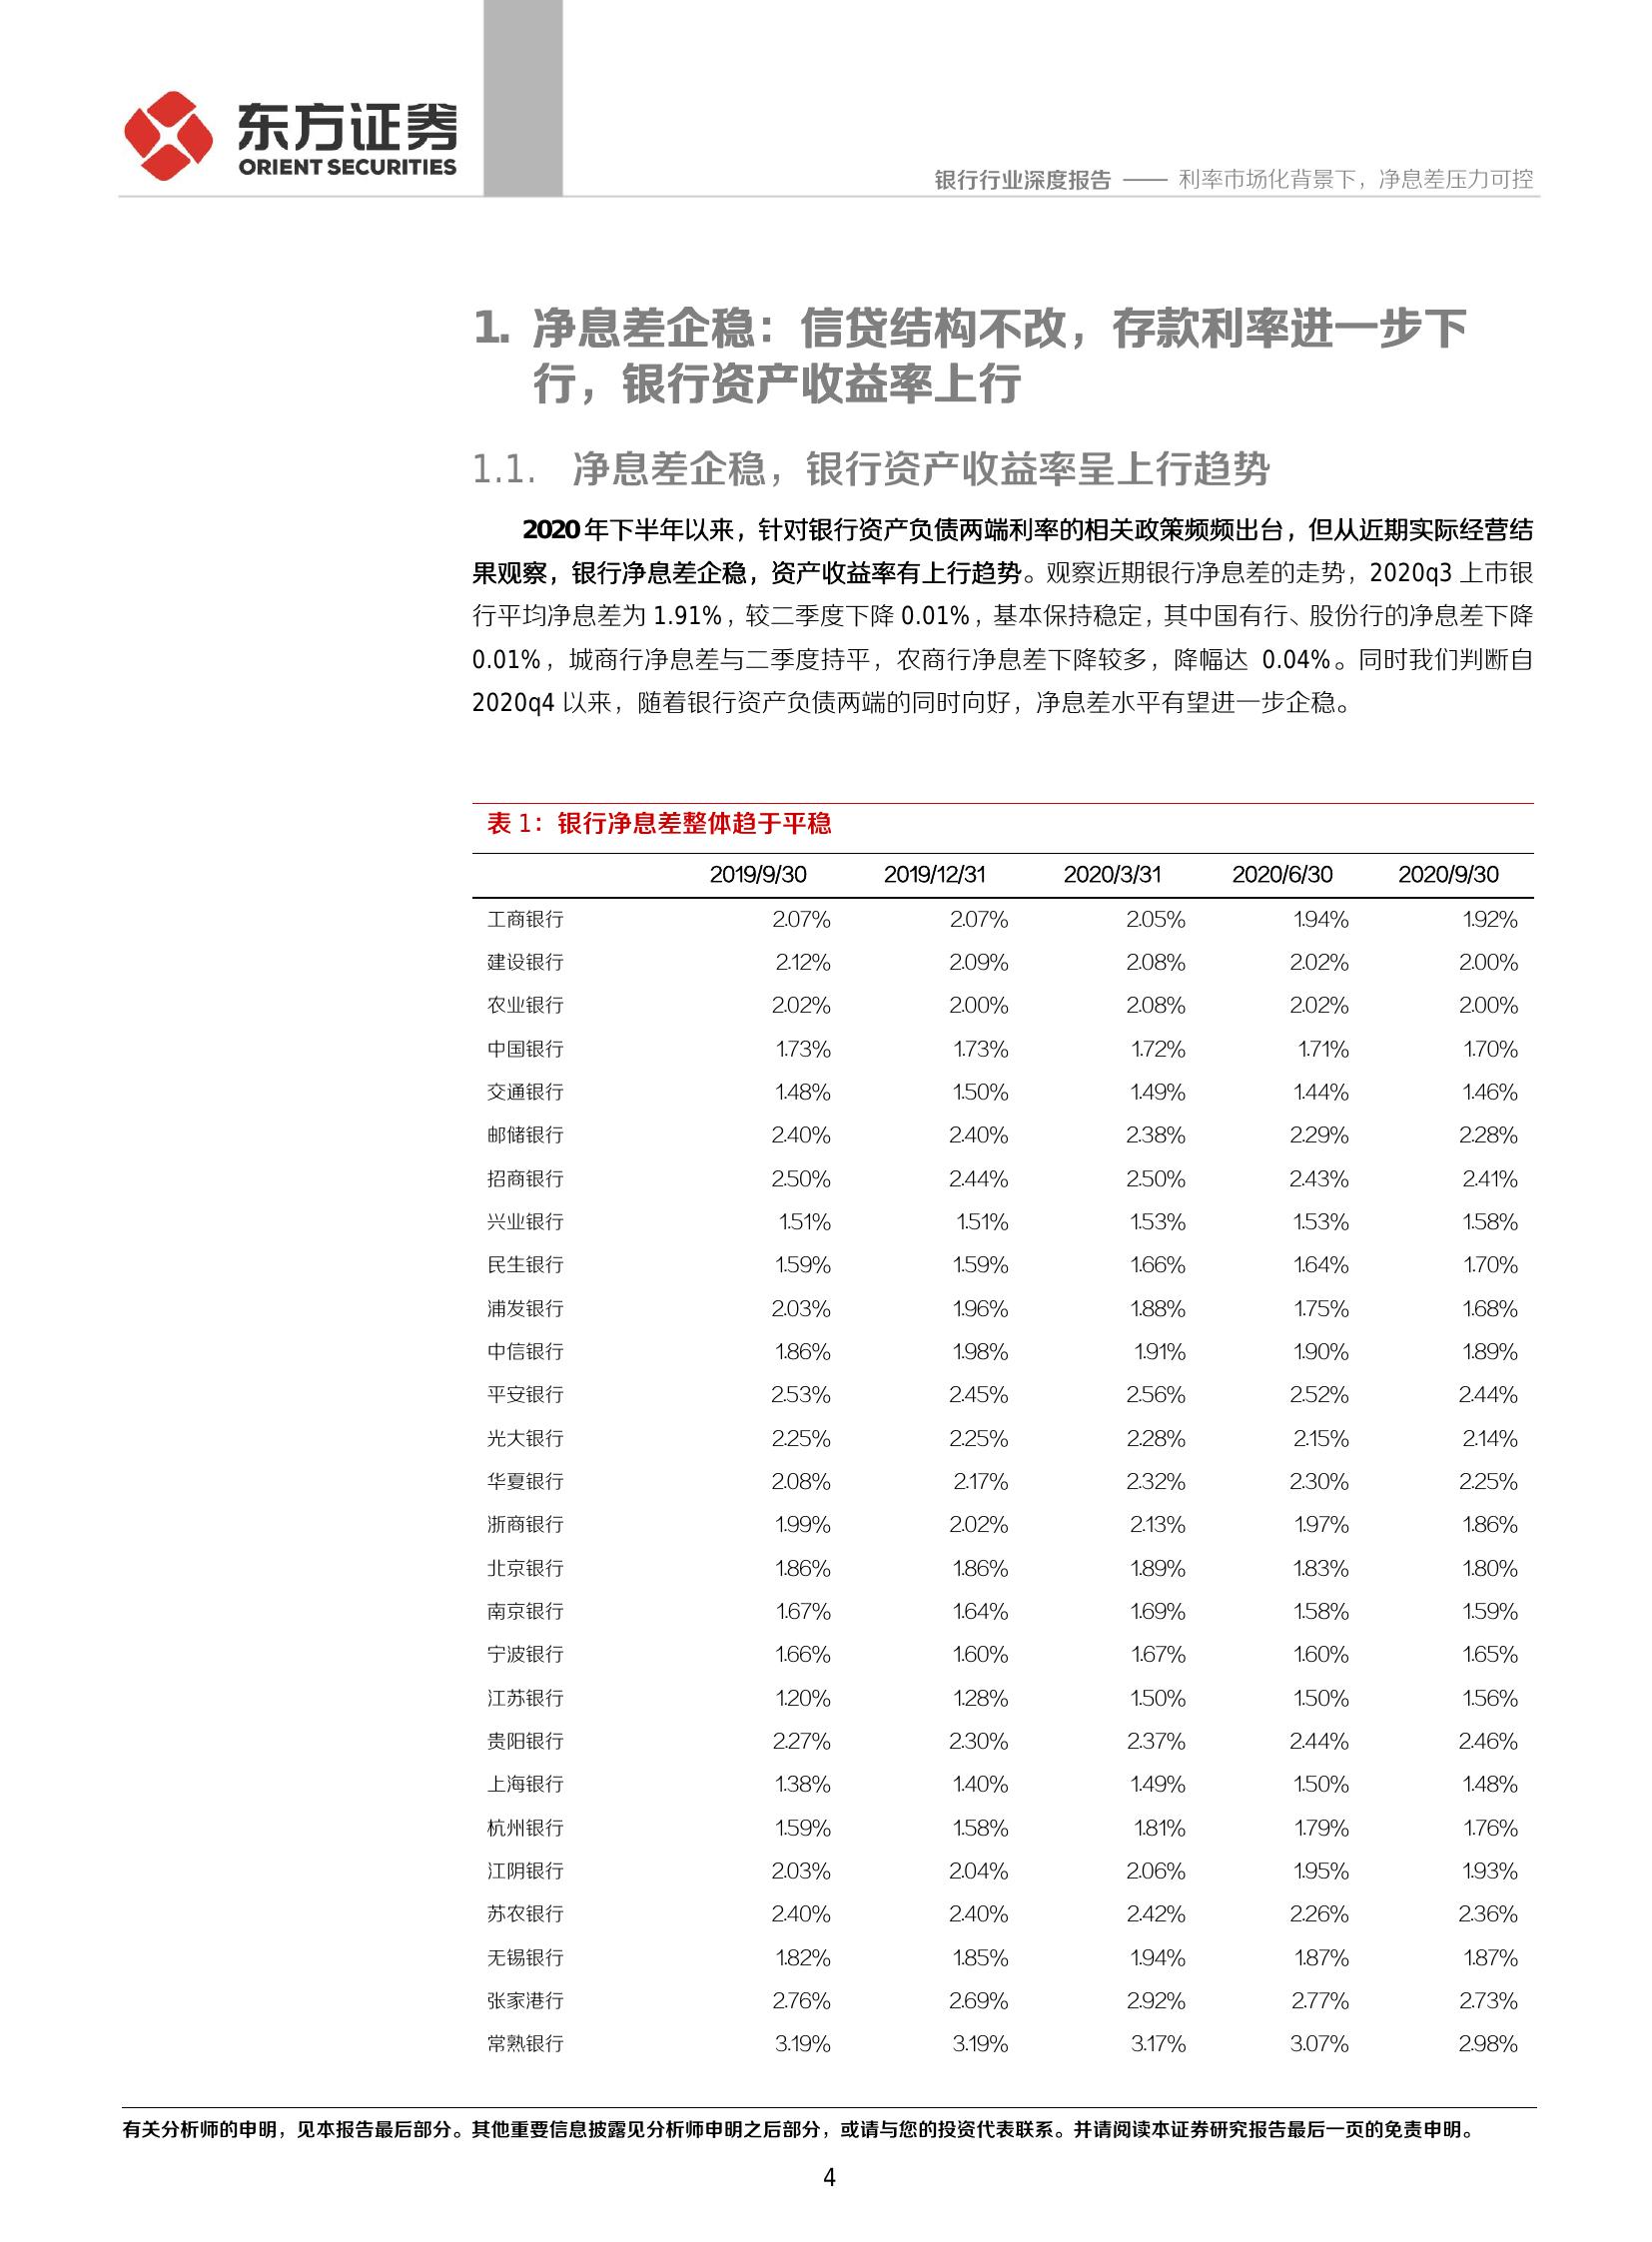 东方证券
ORIENT SECURITIES
银行行业深度报告 —— 利率市场化背景下，净息差压力可控
1. 净息差企稳：信贷结构不改，存款利率进一步下
行，银行资产收益率上行
1.1. 净息差企稳，银行资产收益率呈上行趋势
2020 年下半年以来，针对银行资产负债两端利率的相关政策频频出台，但从近期实际经营结
果观察，银行净息差企稳，资产收益率有上行趋势。观察近期银行净息差的走势，2020q3 上市银
行平均净息差为 1.91%，较二季度下降 0.01%，基本保持稳定，其中国有行、股份行的净息差下降
0.01%，城商行净息差与二季度持平，农商行净息差下降较多，降幅达 0.04%。同时我们判断自
2020q4 以来，随着银行资产负债两端的同时向好，净息差水平有望进一步企稳。
表 1：银行净息差整体趋于平稳
2019/9/30 2019/12/31 2020/3/31 2020/6/30 2020/9/30
工商银行 2.07% 2.07% 2.05% 1.94% 1.92%
建设银行 2.12% 2.09% 2.08% 2.02% 2.00%
农业银行 2.02% 2.00% 2.08% 2.02% 2.00%
中国银行 1.73% 1.73% 1.72% 1.71% 1.70%
交通银行 1.48% 1.50% 1.49% 1.44% 1.46%
邮储银行 2.40% 2.40% 2.38% 2.29% 2.28%
招商银行 2.50% 2.44% 2.50% 2.43% 2.41%
兴业银行 1.51% 1.51% 1.53% 1.53% 1.58%
民生银行 1.59% 1.59% 1.66% 1.64% 1.70%
浦发银行 2.03% 1.96% 1.88% 1.75% 1.68%
中信银行 1.86% 1.98% 1.91% 1.90% 1.89%
平安银行 2.53% 2.45% 2.56% 2.52% 2.44%
光大银行 2.25% 2.25% 2.28% 2.15% 2.14%
华夏银行 2.08% 2.17% 2.32% 2.30% 2.25%
浙商银行 1.99% 2.02% 2.13% 1.97% 1.86%
北京银行 1.86% 1.86% 1.89% 1.83% 1.80%
南京银行 1.67% 1.64% 1.69% 1.58% 1.59%
宁波银行 1.66% 1.60% 1.67% 1.60% 1.65%
江苏银行 1.20% 1.28% 1.50% 1.50% 1.56%
贵阳银行 2.27% 2.30% 2.37% 2.44% 2.46%
上海银行 1.38% 1.40% 1.49% 1.50% 1.48%
杭州银行 1.59% 1.58% 1.81% 1.79% 1.76%
江阴银行 2.03% 2.04% 2.06% 1.95% 1.93%
苏农银行 2.40% 2.40% 2.42% 2.26% 2.36%
无锡银行 1.82% 1.85% 1.94% 1.87% 1.87%
张家港行 2.76% 2.69% 2.92% 2.77% 2.73%
常熟银行 3.19% 3.19% 3.17% 3.07% 2.98%
有关分析师的申明，见本报告最后部分。其他重要信息披露见分析师申明之后部分，或请与您的投资代表联系。并请阅读本证券研究报告最后一页的免责申明。
4